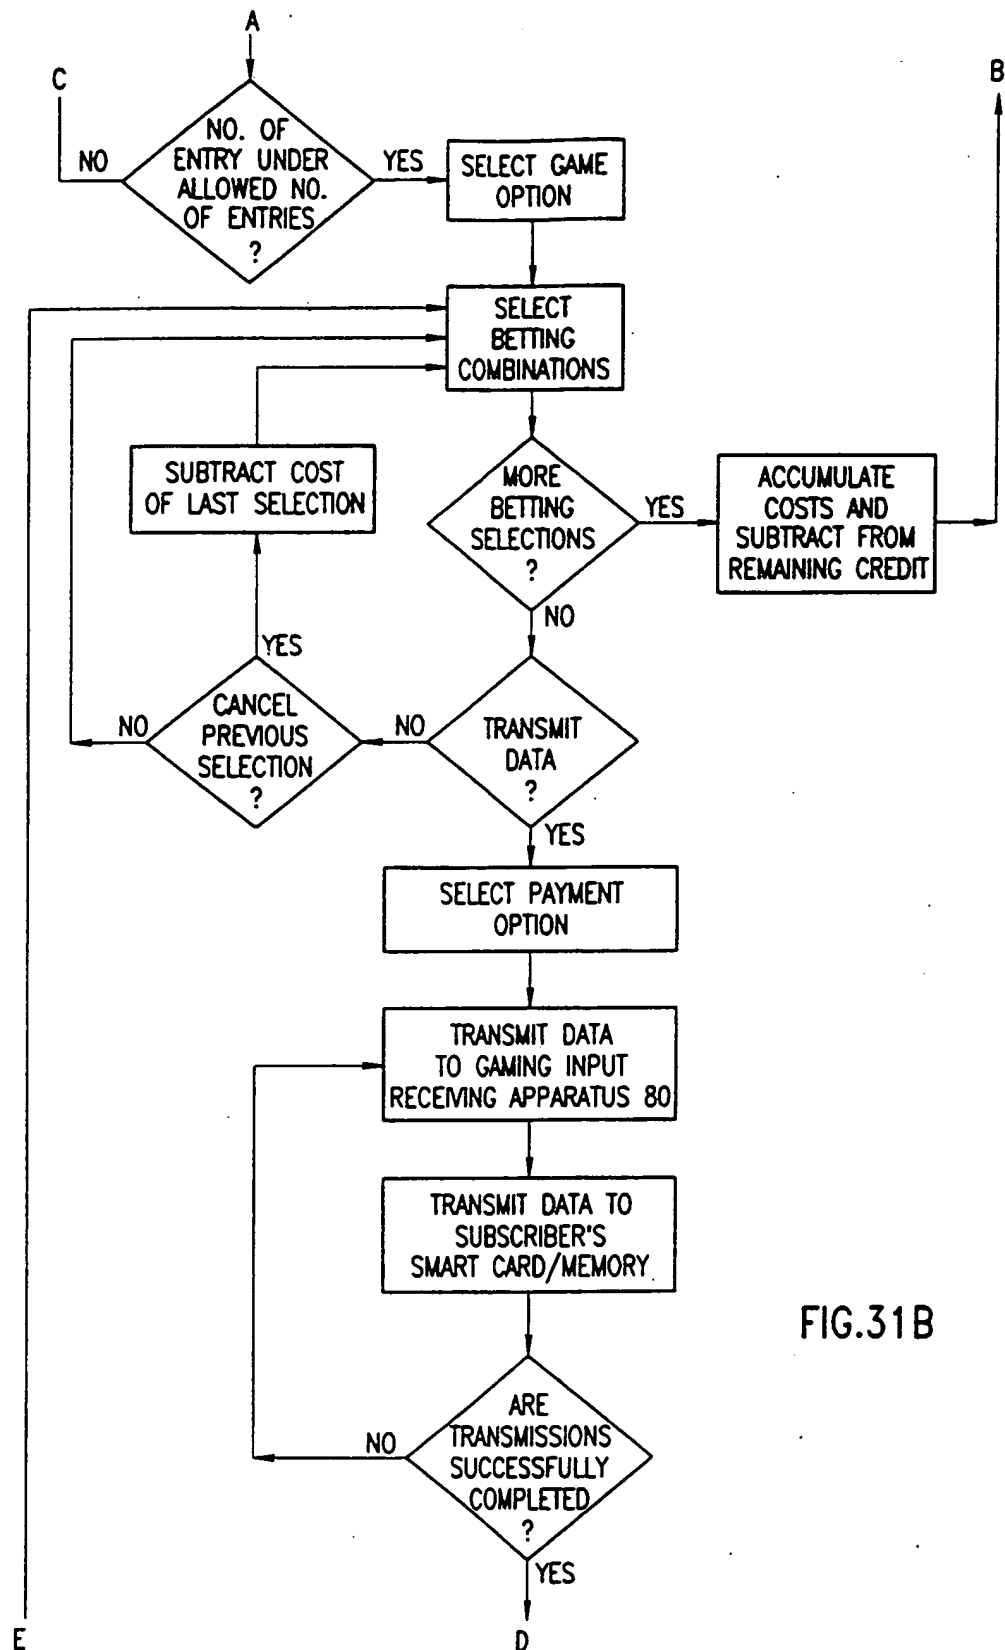 A
C
B
NO. OF
ENTRY UNDER
ALLOWED NO.
OF ENTRIES
?
NO
YES
SELECT GAME
OPTION
SELECT
BETTING
COMBINATIONS
SUBTRACT COST
OF LAST SELECTION
MORE
BETTING
SELECTIONS
?
YES
ACCUMULATE
COSTS AND
SUBTRACT FROM
REMAINING CREDIT
NO
YES
CANCEL
PREVIOUS
SELECTION
?
NO
NO
TRANSMIT
DATA
?
YES
SELECT PAYMENT
OPTION
TRANSMIT DATA
TO GAMING INPUT
RECEIVING APPARATUS 80
TRANSMIT DATA TO
SUBSCRIBER'S
SMART CARD/MEMORY
FIG.31B
ARE
TRANSMISSIONS
SUCCESSFULLY
COMPLETED
?
NO
YES
E
D